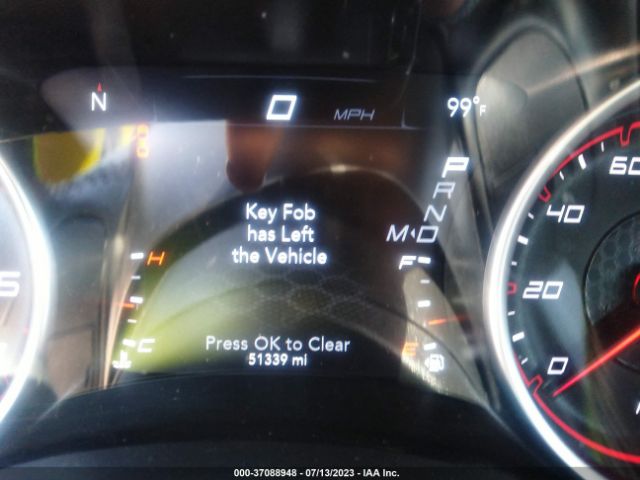 N
0 MPH
99°F
P
R
N
M D
Key Fob
has Left
the Vehicle
H
F
C
E
Press OK to Clear
51339 mi
60
40
20
0
5
000-37088948 - 07/13/2023 - IAA Inc.